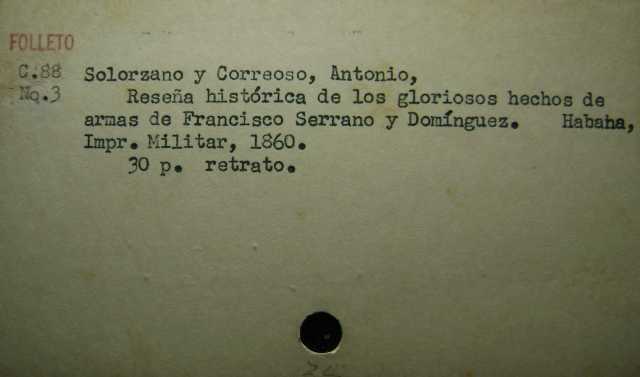 FOLLETO
C.88 Solorzano y Correoso, Antonio,
No.3 Reseña histórica de los gloriosos hechos de
armas de Francisco Serrano y Domínguez. Habaha,
Impr. Militar, 1860.
30 p. retrato.